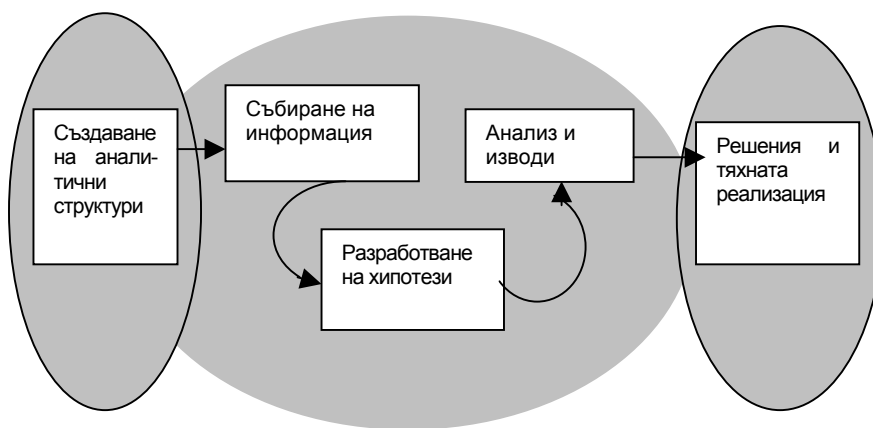 Създаване
на анали-
тични
структури
Събиране на
информация
Разработване
на хипотези
Анализ и
изводи
Решения и
тяхната
реализация